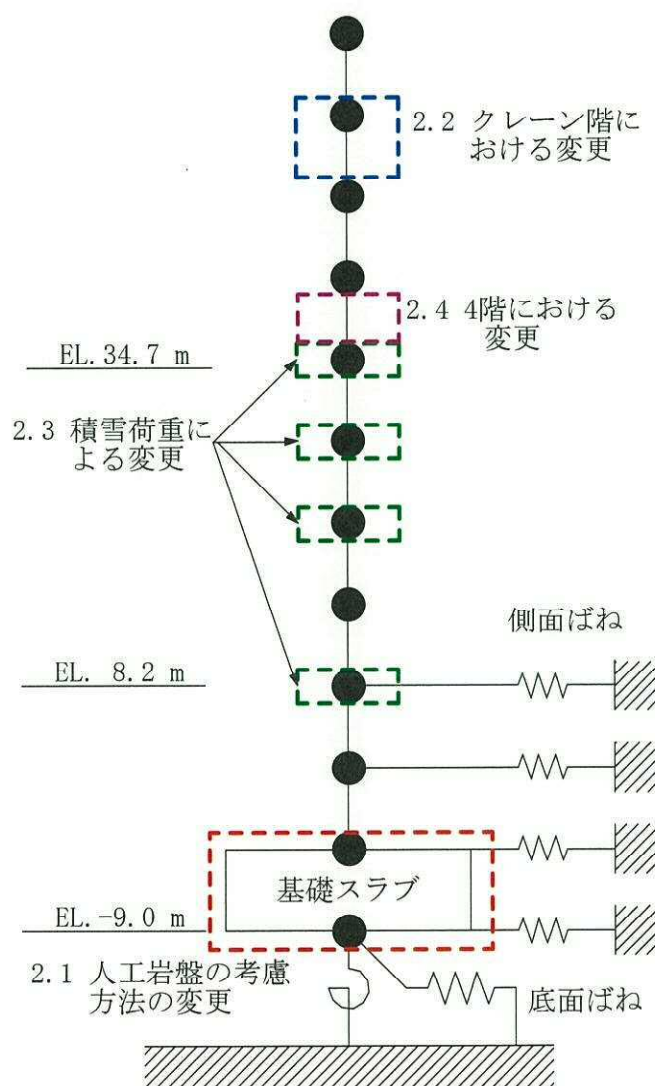 2.2 クレーン階に
おける変更
2.4 4階における
変更
EL.34.7 m
2.3 積雪荷重に
よる変更
側面ばね
EL. 8.2 m
基礎スラブ
EL.-9.0 m
2.1 人工岩盤の考慮
方法の変更
底面ばね